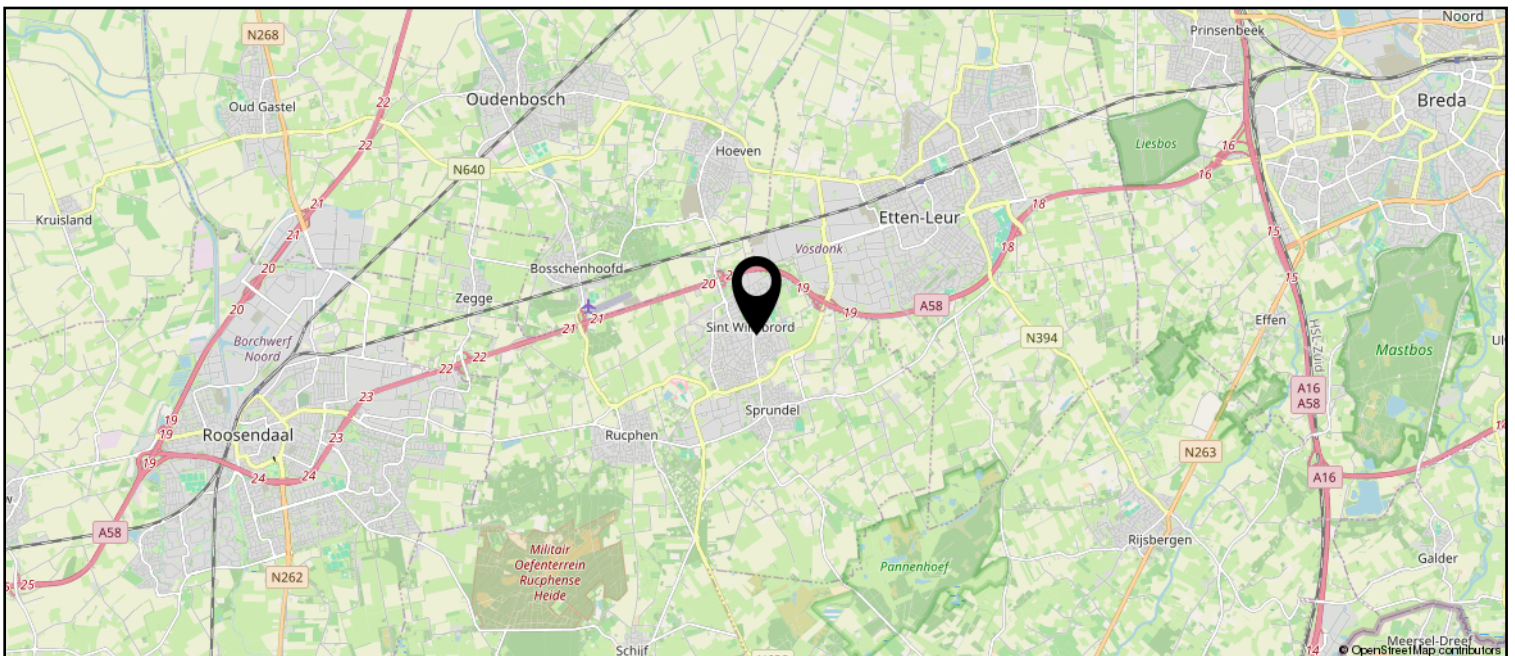 Noord
Prinsenbeek
N268
Oudenbosch
Breda
22
Oud Gastel
22
Liesbos
16
Hoeven
N640
16
18
21
Kruisland
Etten-Leur
21
15
18
Vosdonk
20
Bosschenhoofd
15
20
19
Zegge
20
19
A58
21
21
Effen
Sint Willebrord
N394
HSL-Zuid
Borchwerf
Noord
Mastbos
22
22
A16
A58
23
Sprundel
19
19
Roosendaal
23
Rucphen
N263
19
24
24
A16
A58
Rijsbergen
Militair
Oefenterrein
Rucphense
Heide
Galder
Pannenhoef
N262
25
Meersel-Dreef
Schijf
14
© OpenStreetMap contributors